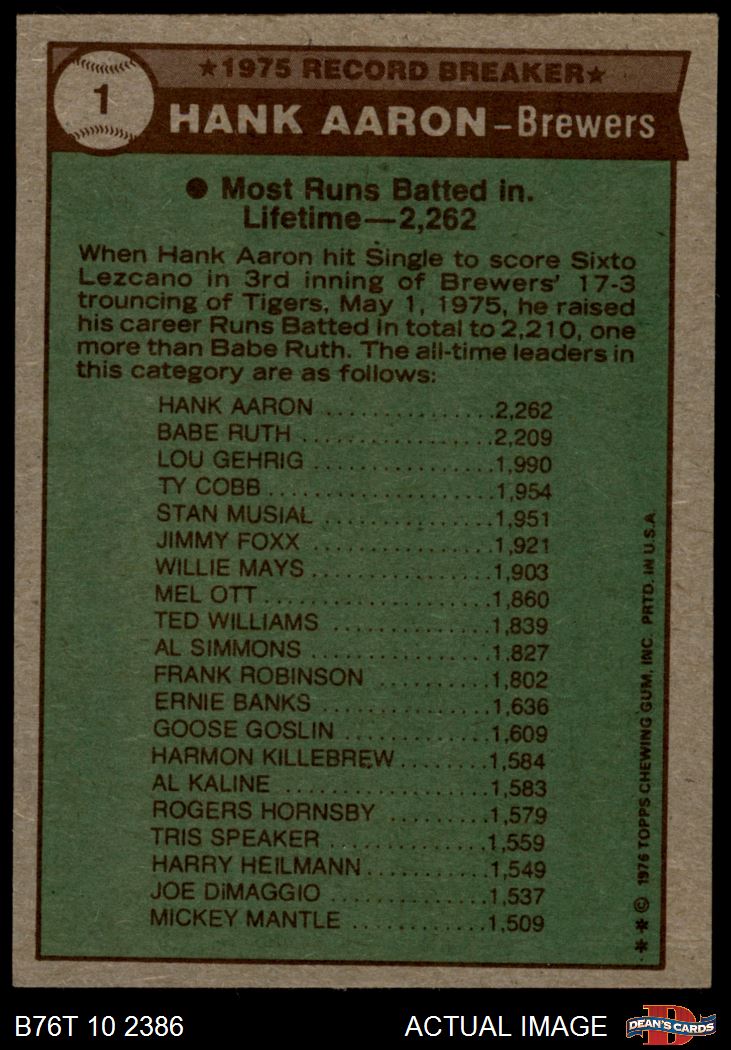 1
★1975 RECORD BREAKER★
HANK AARON–Brewers
● Most Runs Batted in.
Lifetime—2,262
When Hank Aaron hit Single to score Sixto
Lezcano in 3rd inning of Brewers' 17-3
trouncing of Tigers, May 1, 1975, he raised
his career Runs Batted In total to 2,210, one
more than Babe Ruth. The all-time leaders in
this category are as follows:
HANK AARON ..............2,262
BABE RUTH ................2,209
LOU GEHRIG ...............1,990
TY COBB ...................1,954
STAN MUSIAL ..............1,951
JIMMY FOXX ...............1,921
WILLIE MAYS ...............1,903
MEL OTT ...................1,860
TED WILLIAMS .............1,839
AL SIMMONS ...............1,827
FRANK ROBINSON ..........1,802
ERNIE BANKS ..............1,636
GOOSE GOSLIN ............1,609
HARMON KILLEBREW ........1,584
AL KALINE .................1,583
ROGERS HORNSBY .........1,579
TRIS SPEAKER .............1,559
HARRY HEILMANN ..........1,549
JOE DiMAGGIO .............1,537
MICKEY MANTLE ...........1,509
** © 1976 TOPPS CHEWING GUM, INC. PRTD. IN U.S.A.
B76T 10 2386
ACTUAL IMAGE
D
DEAN'S CARDS